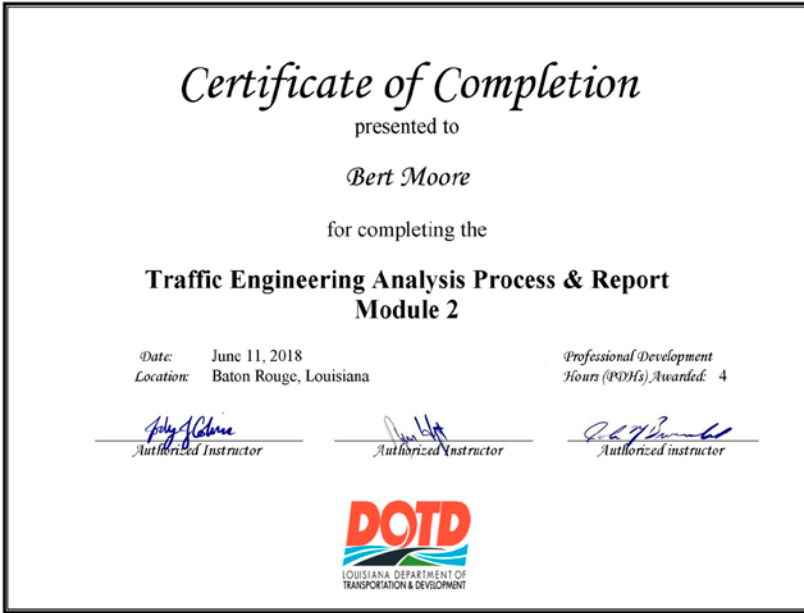 Certificate of Completion
presented to
Bert Moore
for completing the
Traffic Engineering Analysis Process & Report
Module 2
Date: June 11, 2018
Location: Baton Rouge, Louisiana
Professional Development
Hours (PDHs) Awarded: 4
Authorized Instructor
Authorized Instructor
Authorized instructor
DOTD
LOUISIANA DEPARTMENT OF
TRANSPORTATION & DEVELOPMENT